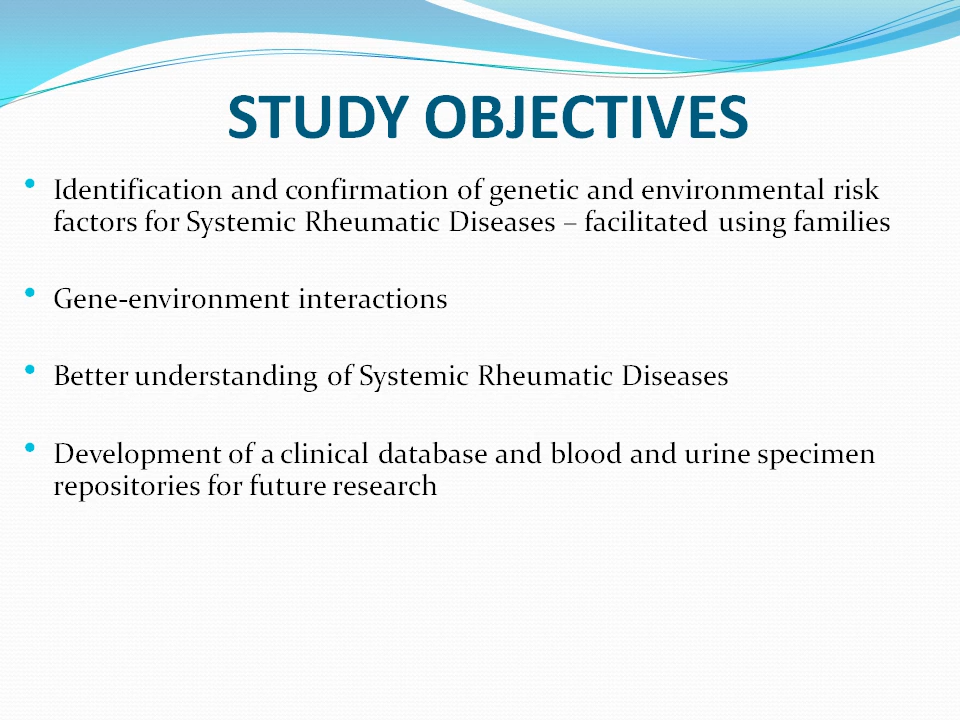 STUDY OBJECTIVES
• Identification and confirmation of genetic and environmental risk
factors for Systemic Rheumatic Diseases – facilitated using families
• Gene-environment interactions
• Better understanding of Systemic Rheumatic Diseases
• Development of a clinical database and blood and urine specimen
repositories for future research